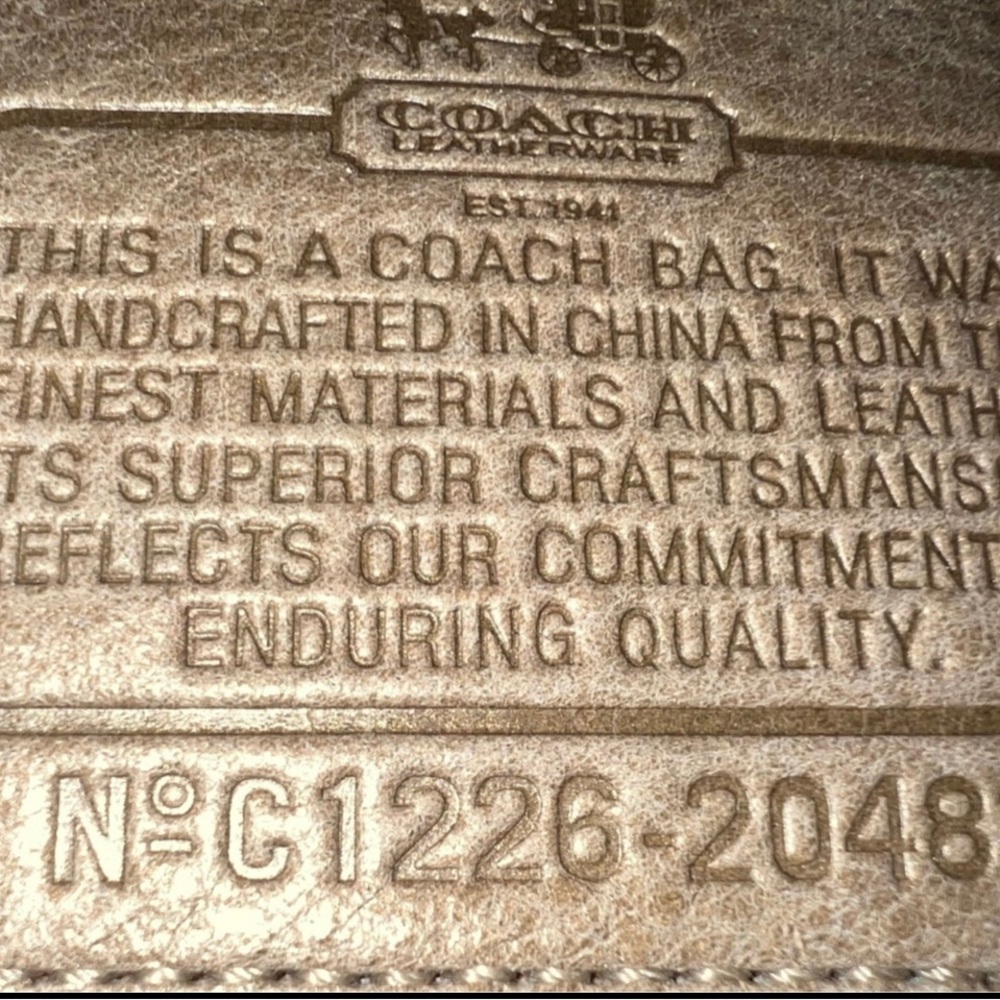 COACH
LEATHERWARE
EST. 1941
THIS IS A COACH BAG. IT WA
HANDCRAFTED IN CHINA FROM T
FINEST MATERIALS AND LEATH
TS SUPERIOR CRAFTSMANS
REFLECTS OUR COMMITMENT
ENDURING QUALITY.
Nº C1226-2048